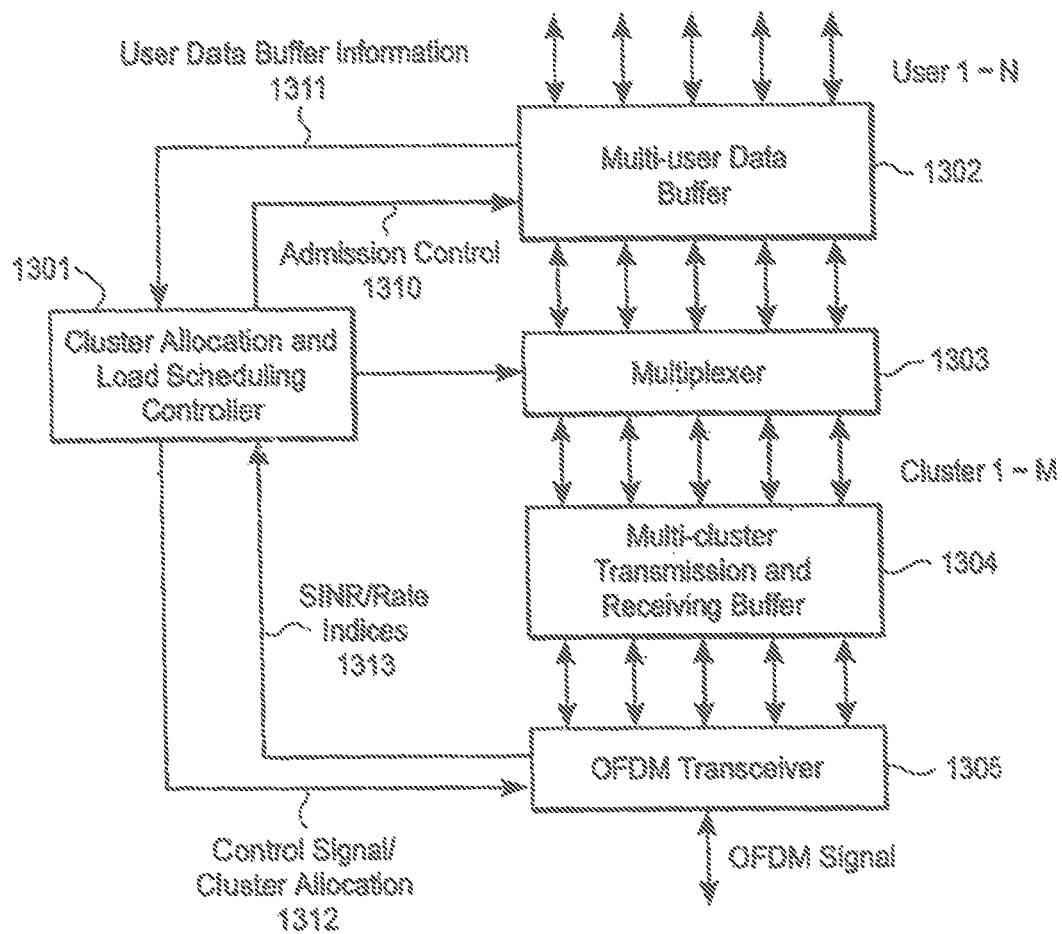 User Data Buffer Information
1311
User 1 ~ N
Multi-user Data
Buffer
1302
Admission Control
1310
1301
Cluster Allocation and
Load Scheduling
Controller
Multiplexer
1303
Cluster 1 ~ M
Multi-cluster
Transmission and
Receiving Buffer
1304
SINR/Rate
Indices
1313
OFDM Transceiver
1305
Control Signal/
Cluster Allocation
1312
OFDM Signal